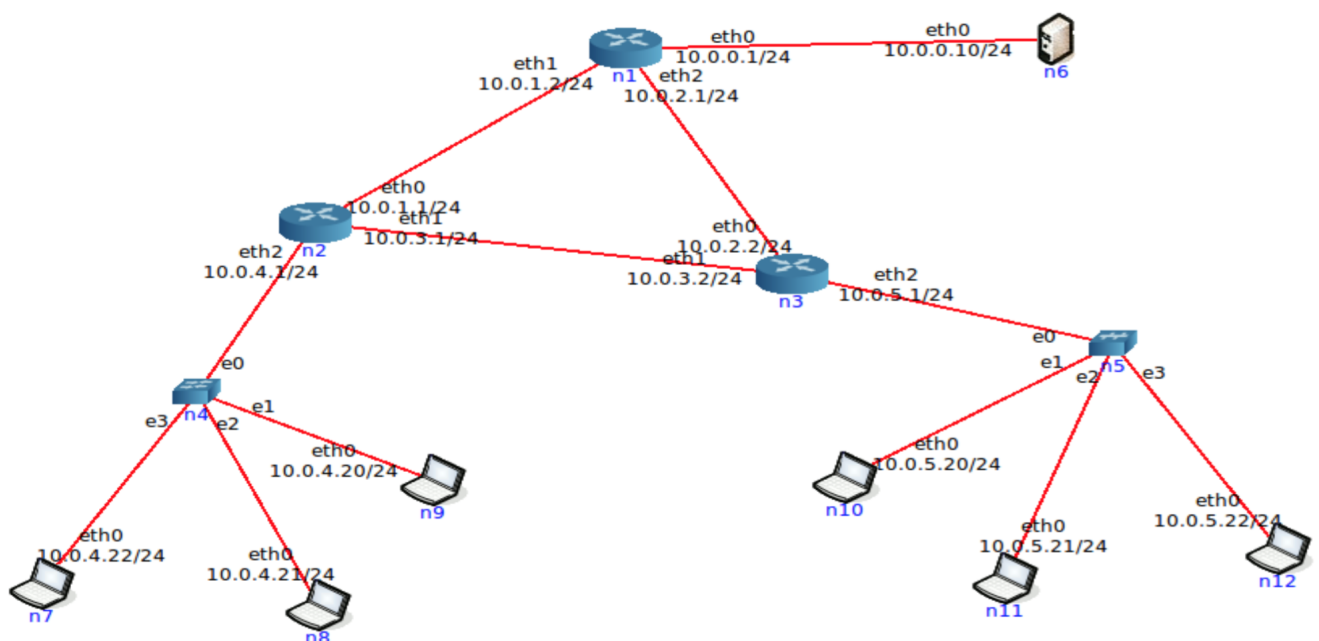 eth0
10.0.0.1/24
eth0
10.0.0.10/24
n6
eth1
10.0.1.2/24
n1
eth2
10.0.2.1/24
eth0
10.0.1.1/24
eth1
10.0.3.1/24
n2
eth2
10.0.4.1/24
eth0
10.0.2.2/24
eth1
10.0.3.2/24
n3
eth2
10.0.5.1/24
e0
n4
e3
e2
e1
e0
e1
n5
e2
e3
eth0
10.0.4.20/24
n9
eth0
10.0.4.22/24
n7
eth0
10.0.4.21/24
n8
eth0
10.0.5.20/24
n10
eth0
10.0.5.21/24
n11
eth0
10.0.5.22/24
n12